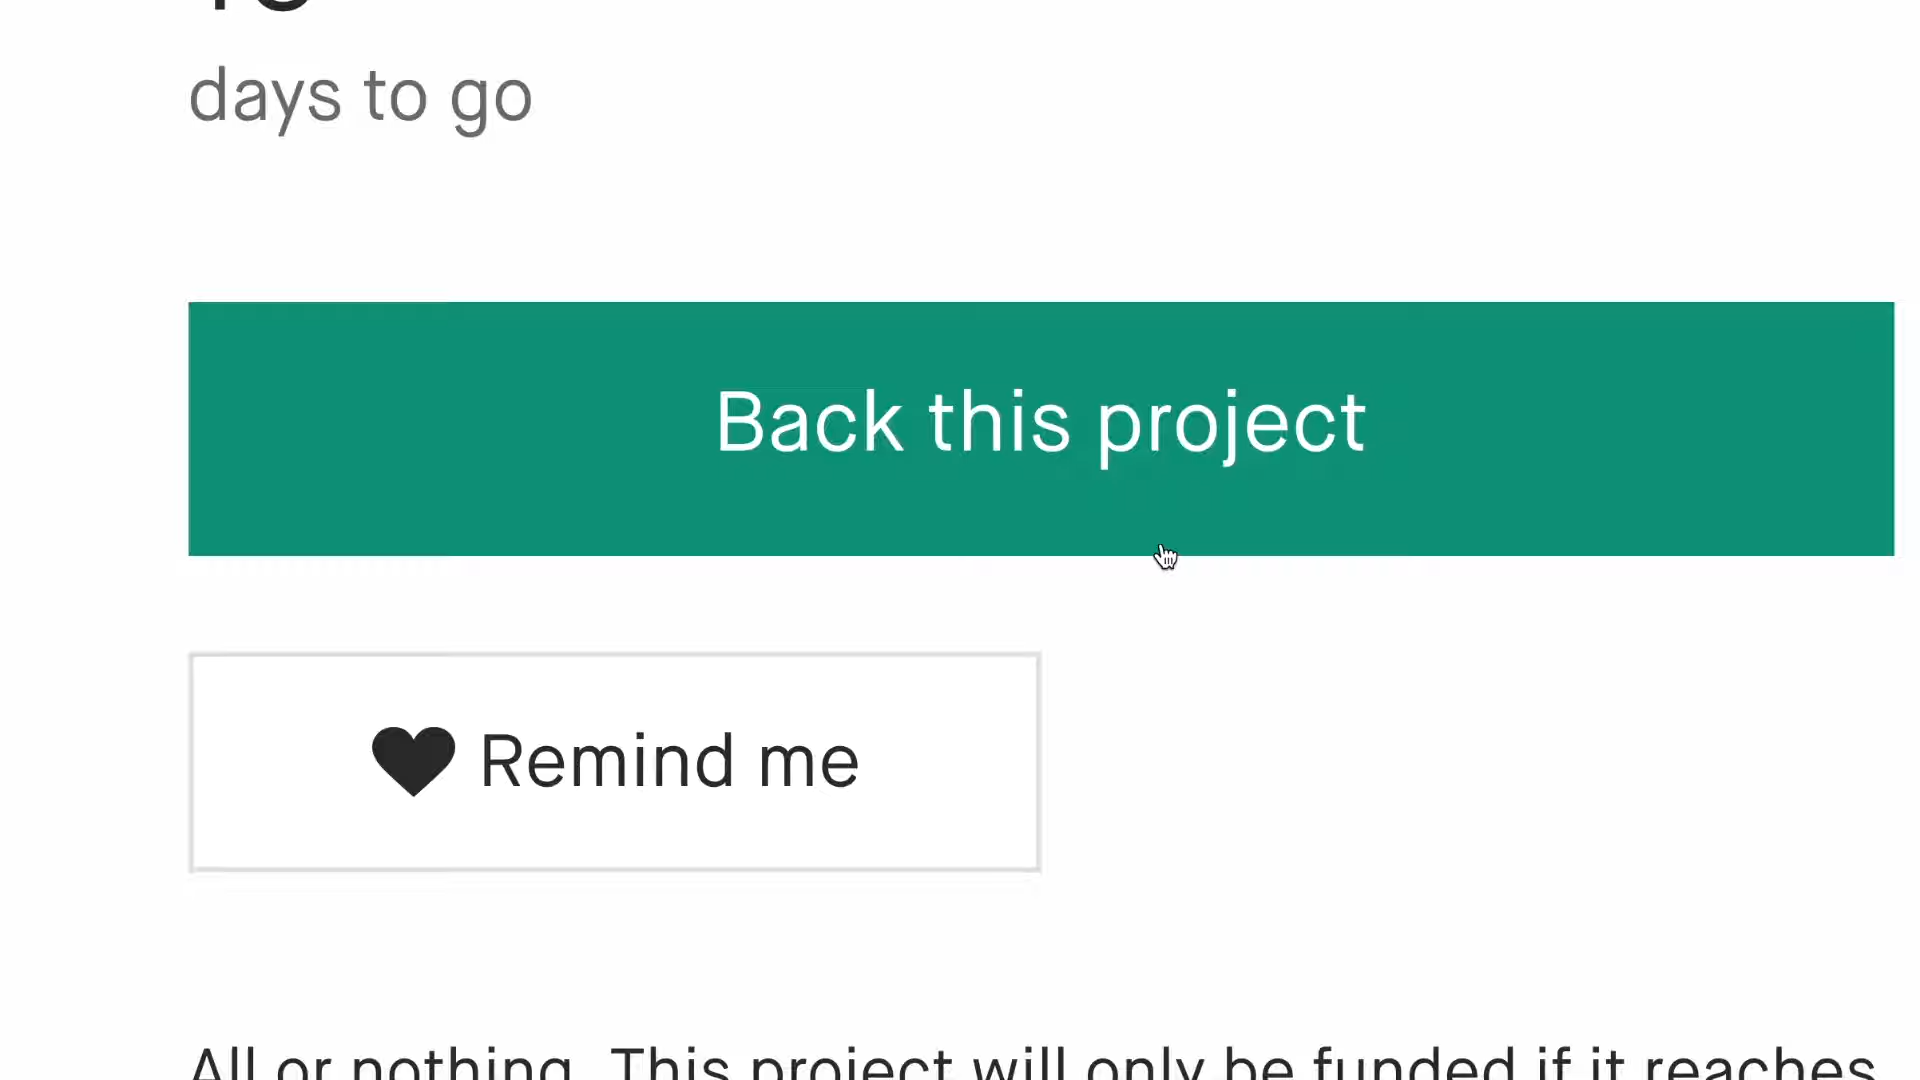 days to go
Back this project
Remind me
All or nothing. This project will only be funded if it reaches